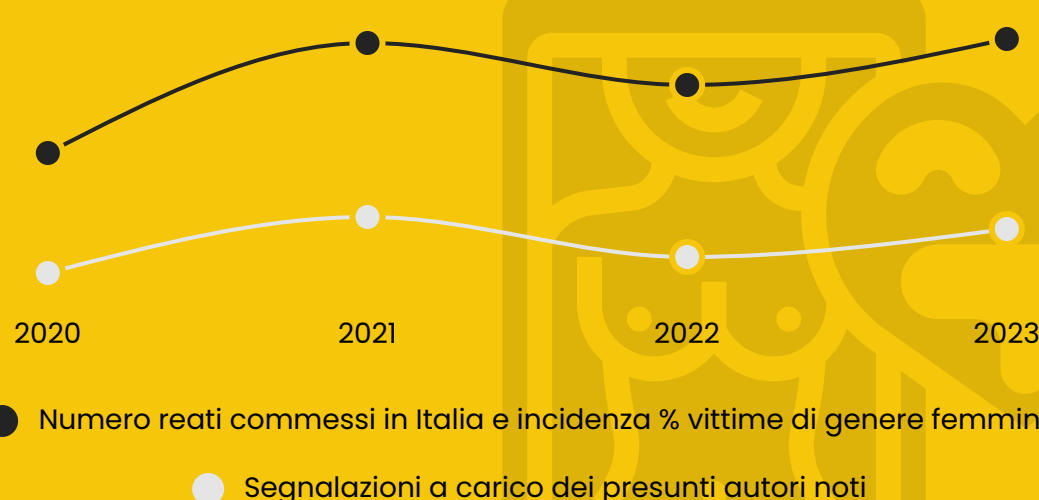 2020 2021 2022 2023
Numero reati commessi in Italia e incidenza % vittime di genere femmin
Segnalazioni a carico dei presunti autori noti